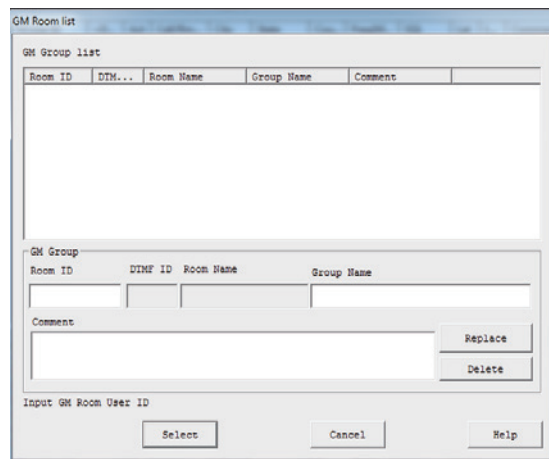 GM Room list
GM Group list
Room ID DTM... Room Name Group Name Comment
GM Group
Room ID DTMF ID Room Name Group Name
Comment
Replace
Delete
Input GM Room User ID
Select Cancel Help